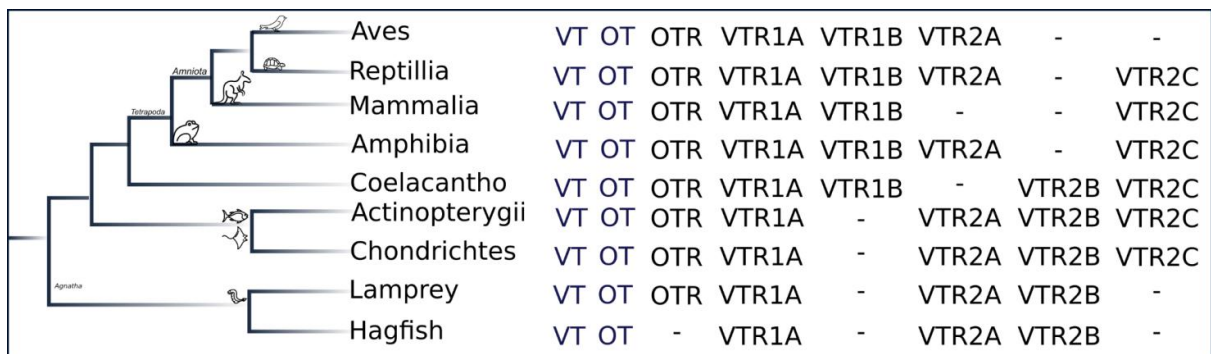 Aves VT OT OTR VTR1A VTR1B VTR2A - -
Amniota
Reptillia VT OT OTR VTR1A VTR1B VTR2A - VTR2C
Mammalia VT OT OTR VTR1A VTR1B - - VTR2C
Tetrapoda
Amphibia VT OT OTR VTR1A VTR1B VTR2A - VTR2C
Coelacantho VT OT OTR VTR1A VTR1B - VTR2B VTR2C
Actinopterygii VT OT OTR VTR1A - VTR2A VTR2B VTR2C
Chondrichtes VT OT OTR VTR1A - VTR2A VTR2B VTR2C
Agnatha
Lamprey VT OT OTR VTR1A - VTR2A VTR2B -
Hagfish VT OT - VTR1A - VTR2A VTR2B -